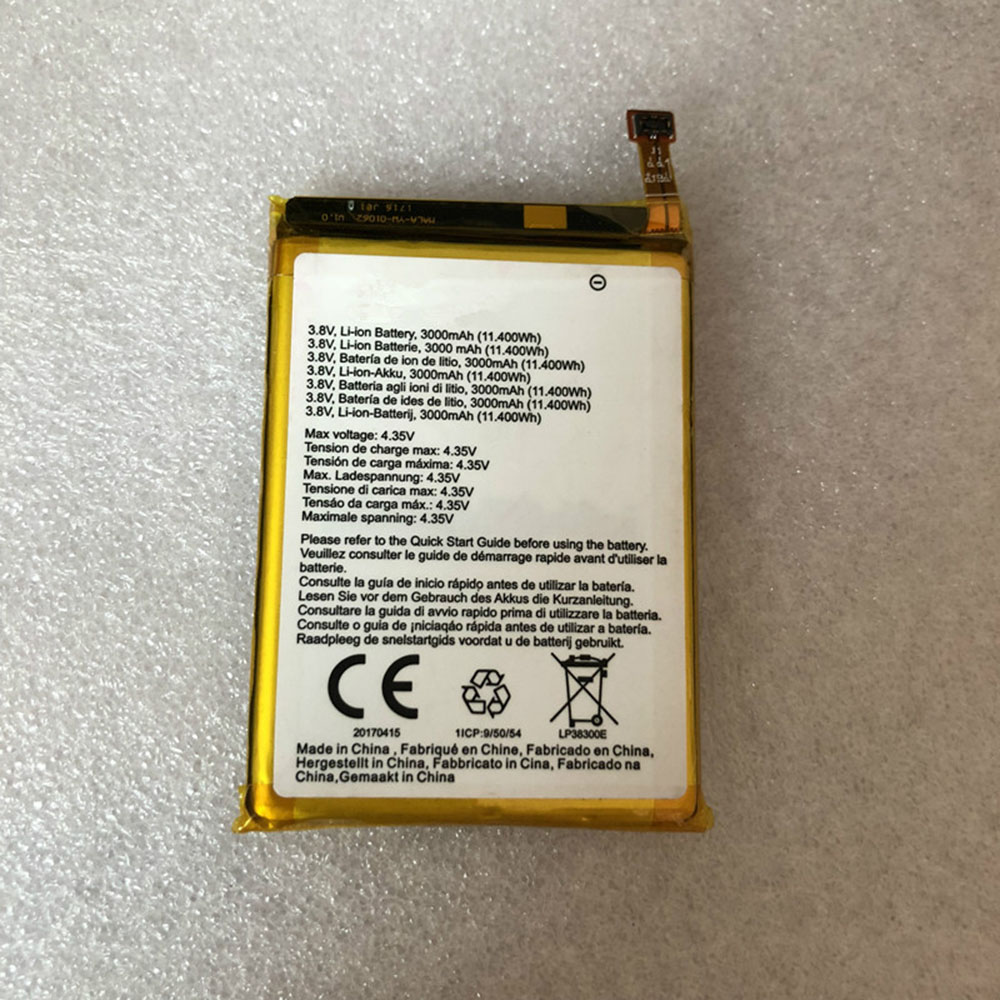 1716 J01
MALA-YW-01062 V1.0
3.8V, Li-ion Battery, 3000mAh (11.400Wh)
3.8V, Li-ion Batterie, 3000 mAh (11.400Wh)
3.8V, Batería de ion de litio, 3000mAh (11.400Wh)
3.8V, Li-ion-Akku, 3000mAh (11.400Wh)
3.8V, Batteria agli ioni di litio, 3000mAh (11.400Wh)
3.8V, Batería de ides de litio, 3000mAh (11.400Wh)
3.8V, Li-ion-Batterij, 3000mAh (11.400Wh)
Max voltage: 4.35V
Tension de charge max: 4.35V
Tensión de carga máxima: 4.35V
Max. Ladespannung: 4.35V
Tensione di carica max: 4.35V
Tensáo da carga máx.: 4.35V
Maximale spanning: 4.35V
Please refer to the Quick Start Guide before using the battery.
Veuillez consulter le guide de démarrage rapide avant d'utiliser la
batterie.
Consulte la guía de inicio rápido antes de utilizar la batería.
Lesen Sie vor dem Gebrauch des Akkus die Kurzanleitung.
Consultare la guida di avvio rapido prima di utilizzare la batteria.
Consulte o guía de ¡niciaqáo rápida antes de utilizar a batería.
Raadpleeg de snelstartgids voordat u de batterij gebruikt.
CE
20170415 1ICP:9/50/54 LP38300E
Made in China , Fabriqué en Chine, Fabricado en China,
Hergestellt in China, Fabbricato in Cina, Fabricado na
China,Gemaakt in China